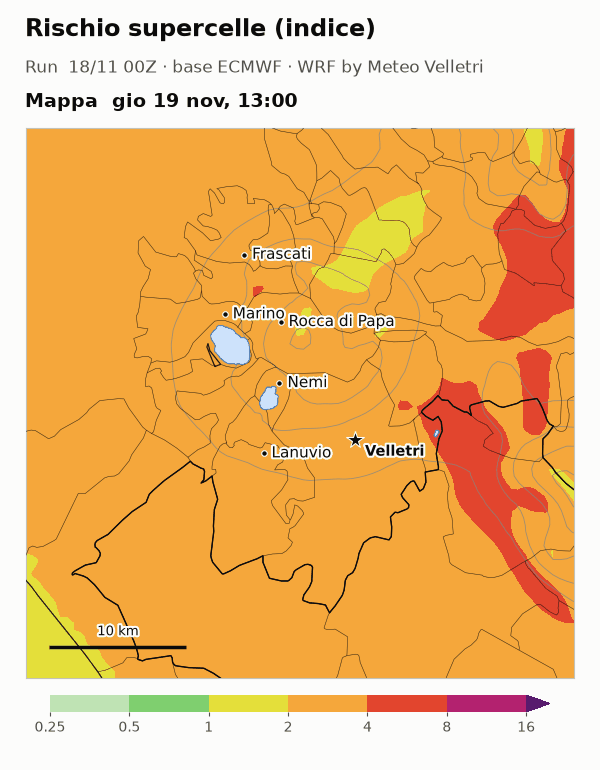 Rischio supercelle (indice)
Run  18/11 00Z · base ECMWF · WRF by Meteo Velletri
Mappa  gio 19 nov, 13:00
Frascati
Marino
Rocca di Papa
Nemi
Velletri
Lanuvio
10 km
0.25 0.5 1 2 4 8 16